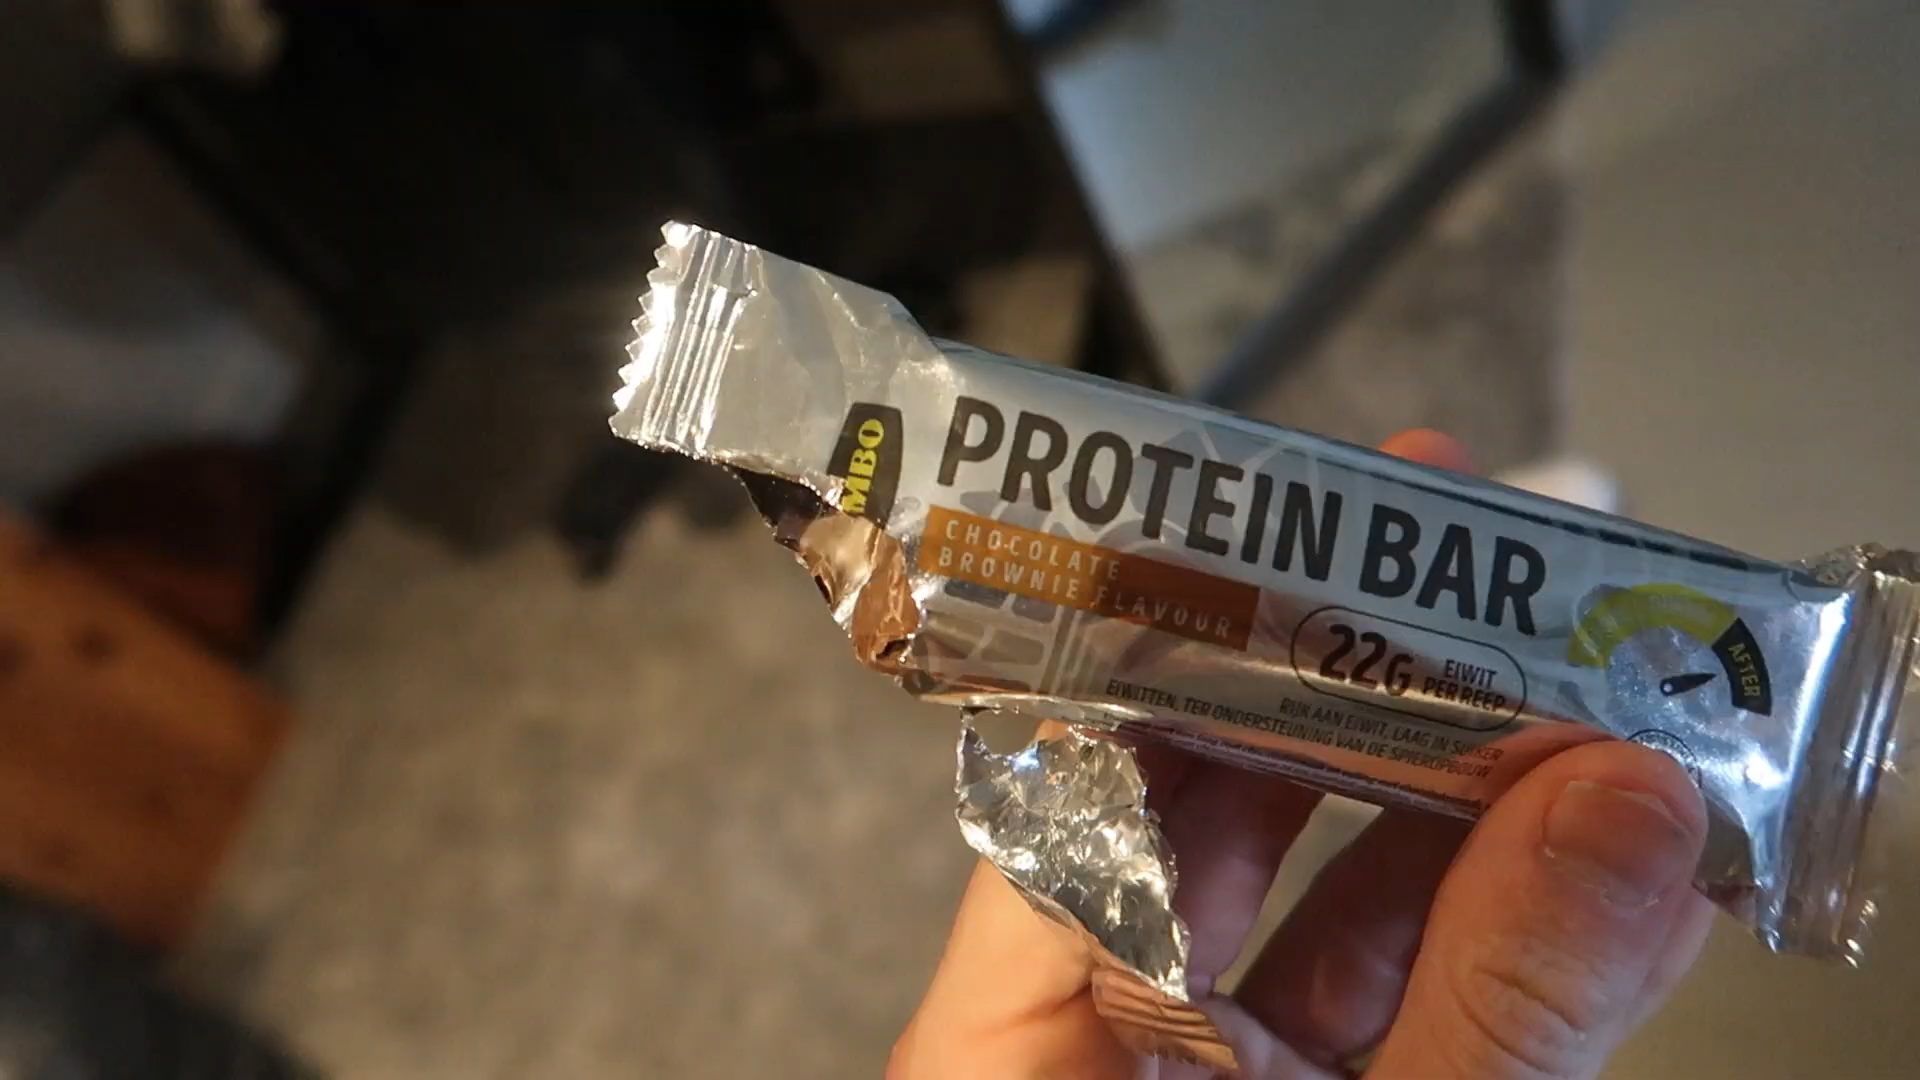 MBO
PROTEIN BAR
CHOCOLATE
BROWNIE FLAVOUR
22G EIWIT
PER REEP
RIJK AAN EIWIT, LAAG IN SUIKER
EIWITTEN, TER ONDERSTEUNING VAN DE SPIEROPBOUW
AFTER